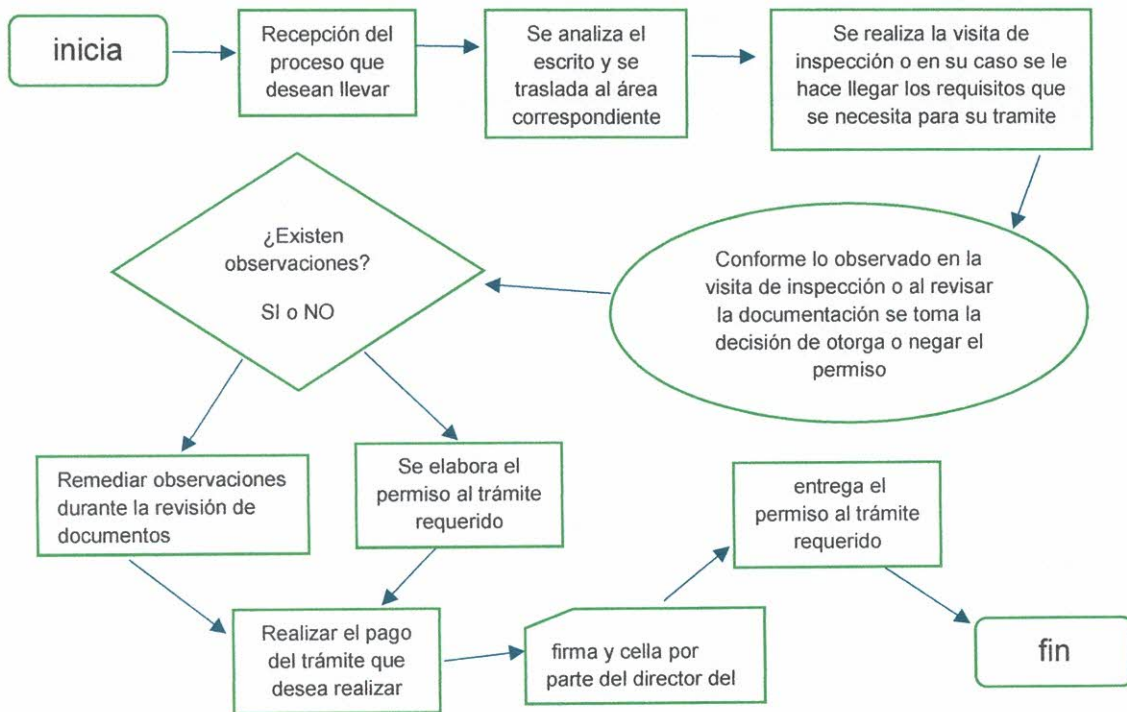 inicia
Recepción del
proceso que
desean llevar
Se analiza el
escrito y se
traslada al área
correspondiente
Se realiza la visita de
inspección o en su caso se le
hace llegar los requisitos que
se necesita para su tramite
Conforme lo observado en la
visita de inspección o al revisar
la documentación se toma la
decisión de otorga o negar el
permiso
¿Existen
observaciones?
SI o NO
Remediar observaciones
durante la revisión de
documentos
Se elabora el
permiso al trámite
requerido
Realizar el pago
del trámite que
desea realizar
firma y cella por
parte del director del
entrega el
permiso al trámite
requerido
fin